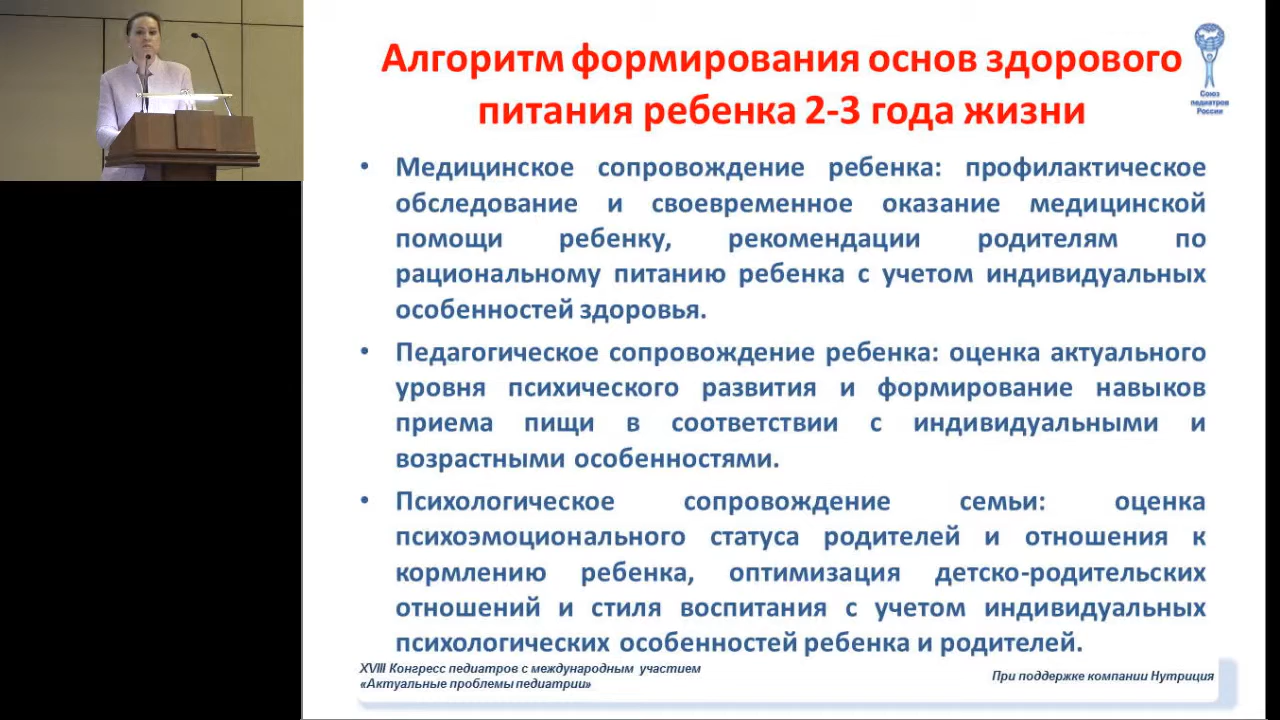 Алгоритм формирования основ здорового
питания ребенка 2-3 года жизни
Союз
педиатров
России
• Медицинское сопровождение ребенка: профилактическое
обследование и своевременное оказание медицинской
помощи ребенку, рекомендации родителям по
рациональному питанию ребенка с учетом индивидуальных
особенностей здоровья.
• Педагогическое сопровождение ребенка: оценка актуального
уровня психического развития и формирование навыков
приема пищи в соответствии с индивидуальными и
возрастными особенностями.
• Психологическое сопровождение семьи: оценка
психоэмоционального статуса родителей и отношения к
кормлению ребенка, оптимизация детско-родительских
отношений и стиля воспитания с учетом индивидуальных
психологических особенностей ребенка и родителей.
XVIII Конгресс педиатров с международным участием
«Актуальные проблемы педиатрии»
При поддержке компании Нутриция